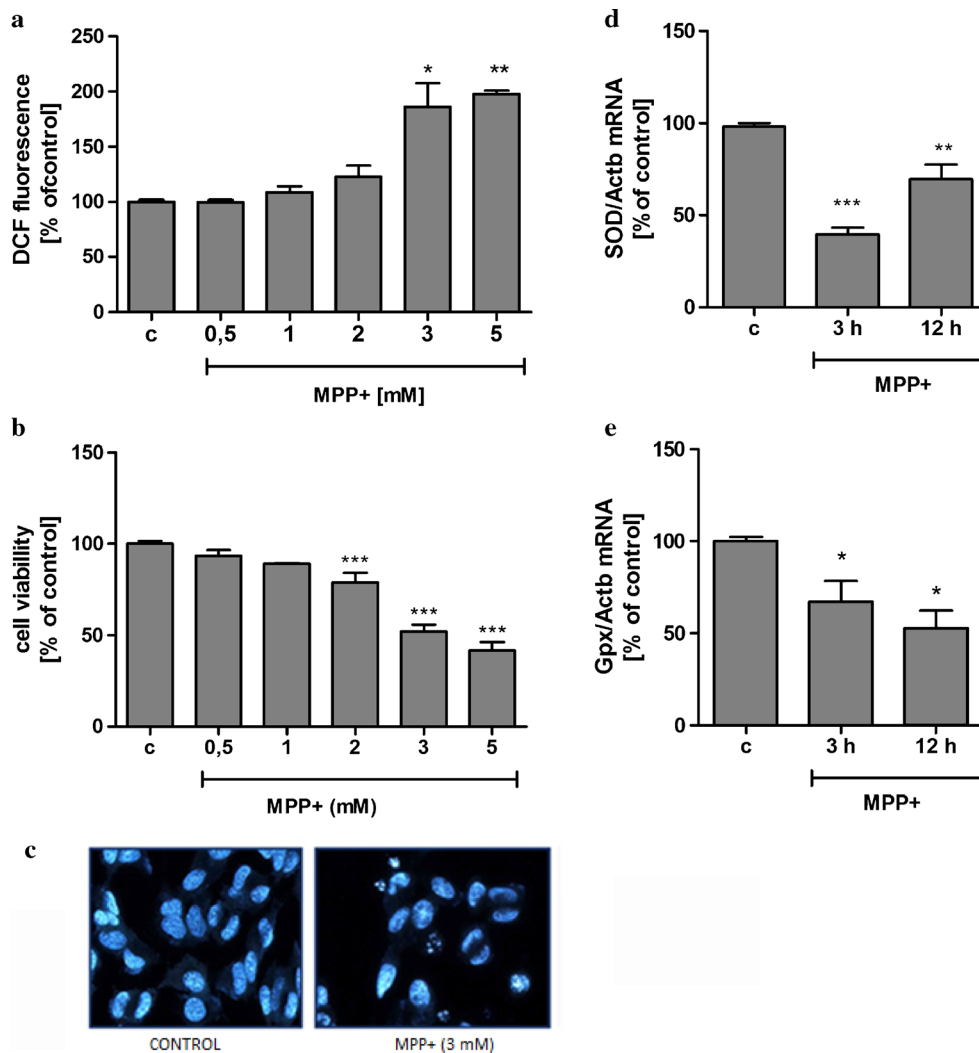 a
DCF fluorescence
[% ofcontrol]
250
200
150
100
50
0
*
**
c 0,5 1 2 3 5
MPP+ [mM]
b
cell viabillity
[% of control]
150
100
50
0
***
***
***
c 0,5 1 2 3 5
MPP+ (mM)
c
CONTROL
MPP+ (3 mM)
d
SOD/Actb mRNA
[% of control]
150
100
50
0
***
**
c 3 h 12 h
MPP+
e
Gpx/Actb mRNA
[% of control]
150
100
50
0
*
*
c 3 h 12 h
MPP+